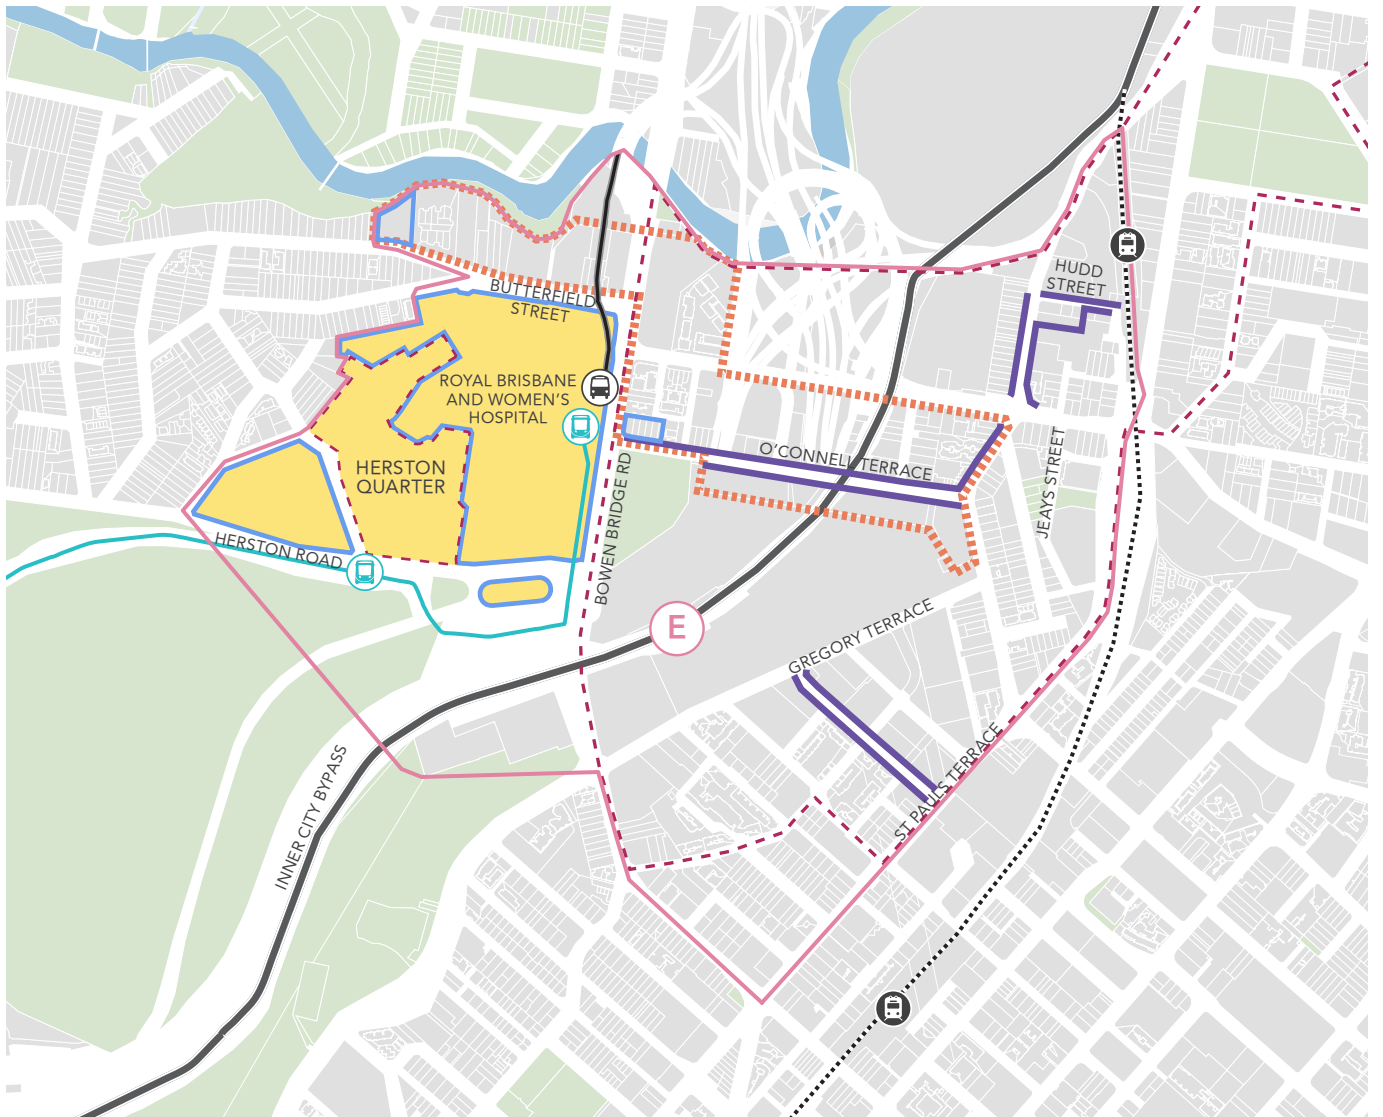 HUDD
STREET
BUTTERFIELD
STREET
ROYAL BRISBANE
AND WOMEN'S
HOSPITAL
O'CONNELL TERRACE
HERSTON
QUARTER
BOWEN BRIDGE RD
JEAYS STREET
HERSTON ROAD
E
GREGORY TERRACE
ST PAULS TERRACE
INNER CITY BYPASS